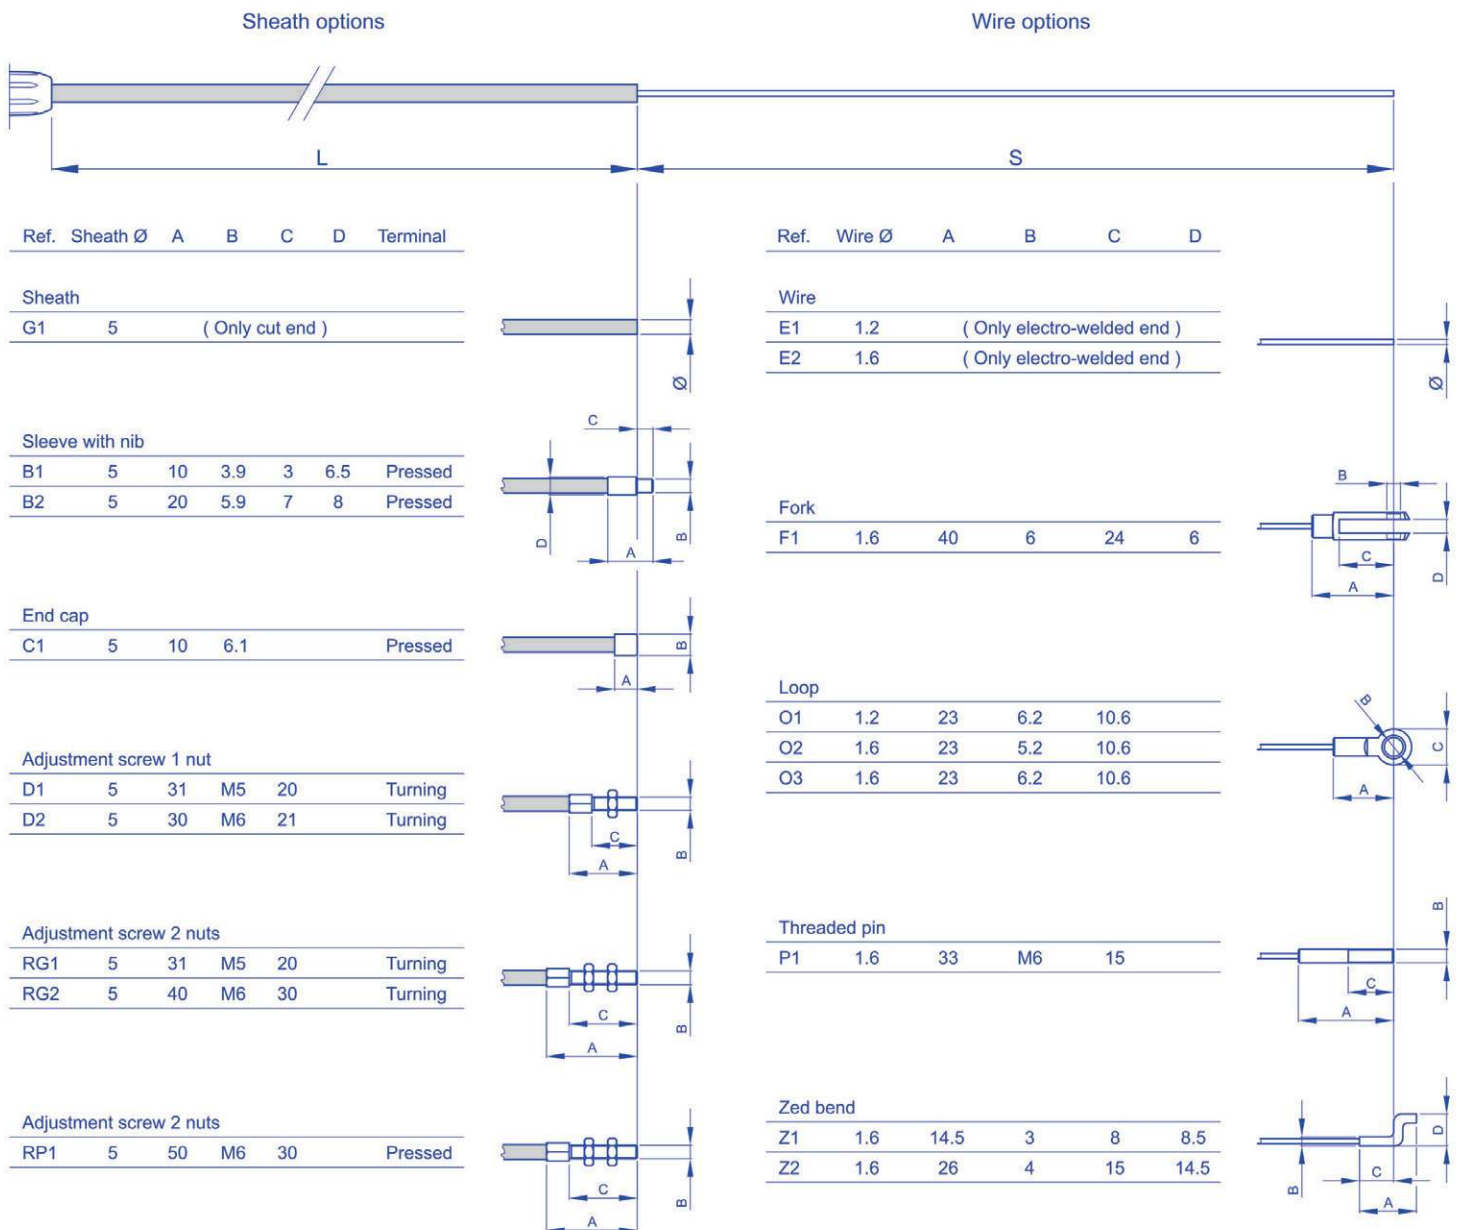 Sheath options
Wire options
L
S
Ref. Sheath Ø A B C D Terminal
Sheath
G1 5 ( Only cut end )
Ø
Sleeve with nib
B1 5 10 3.9 3 6.5 Pressed
B2 5 20 5.9 7 8 Pressed
C
D
A
B
End cap
C1 5 10 6.1 Pressed
A
B
Adjustment screw 1 nut
D1 5 31 M5 20 Turning
D2 5 30 M6 21 Turning
C
A
B
Adjustment screw 2 nuts
RG1 5 31 M5 20 Turning
RG2 5 40 M6 30 Turning
C
A
B
Adjustment screw 2 nuts
RP1 5 50 M6 30 Pressed
C
A
B
Ref. Wire Ø A B C D
Wire
E1 1.2 ( Only electro-welded end )
E2 1.6 ( Only electro-welded end )
Ø
Fork
F1 1.6 40 6 24 6
B
C
A
D
Loop
O1 1.2 23 6.2 10.6
O2 1.6 23 5.2 10.6
O3 1.6 23 6.2 10.6
B
C
A
Threaded pin
P1 1.6 33 M6 15
B
C
A
Zed bend
Z1 1.6 14.5 3 8 8.5
Z2 1.6 26 4 15 14.5
D
C
B
A